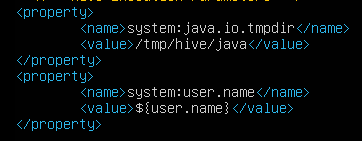 <property>
        <name>system:java.io.tmpdir</name>
        <value>/tmp/hive/java</value>
</property>
<property>
        <name>system:user.name</name>
        <value>${user.name}</value>
</property>